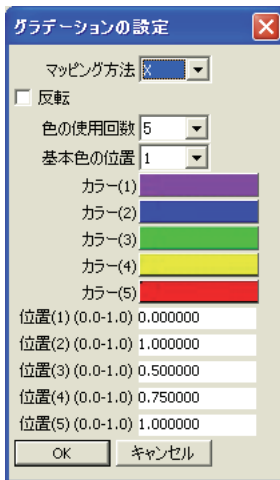 グラデーションの設定
マッピング方法 X
反転
色の使用回数 5
基本色の位置 1
カラー(1)
カラー(2)
カラー(3)
カラー(4)
カラー(5)
位置(1) (0.0-1.0) 0.000000
位置(2) (0.0-1.0) 1.000000
位置(3) (0.0-1.0) 0.500000
位置(4) (0.0-1.0) 0.750000
位置(5) (0.0-1.0) 1.000000
OK キャンセル